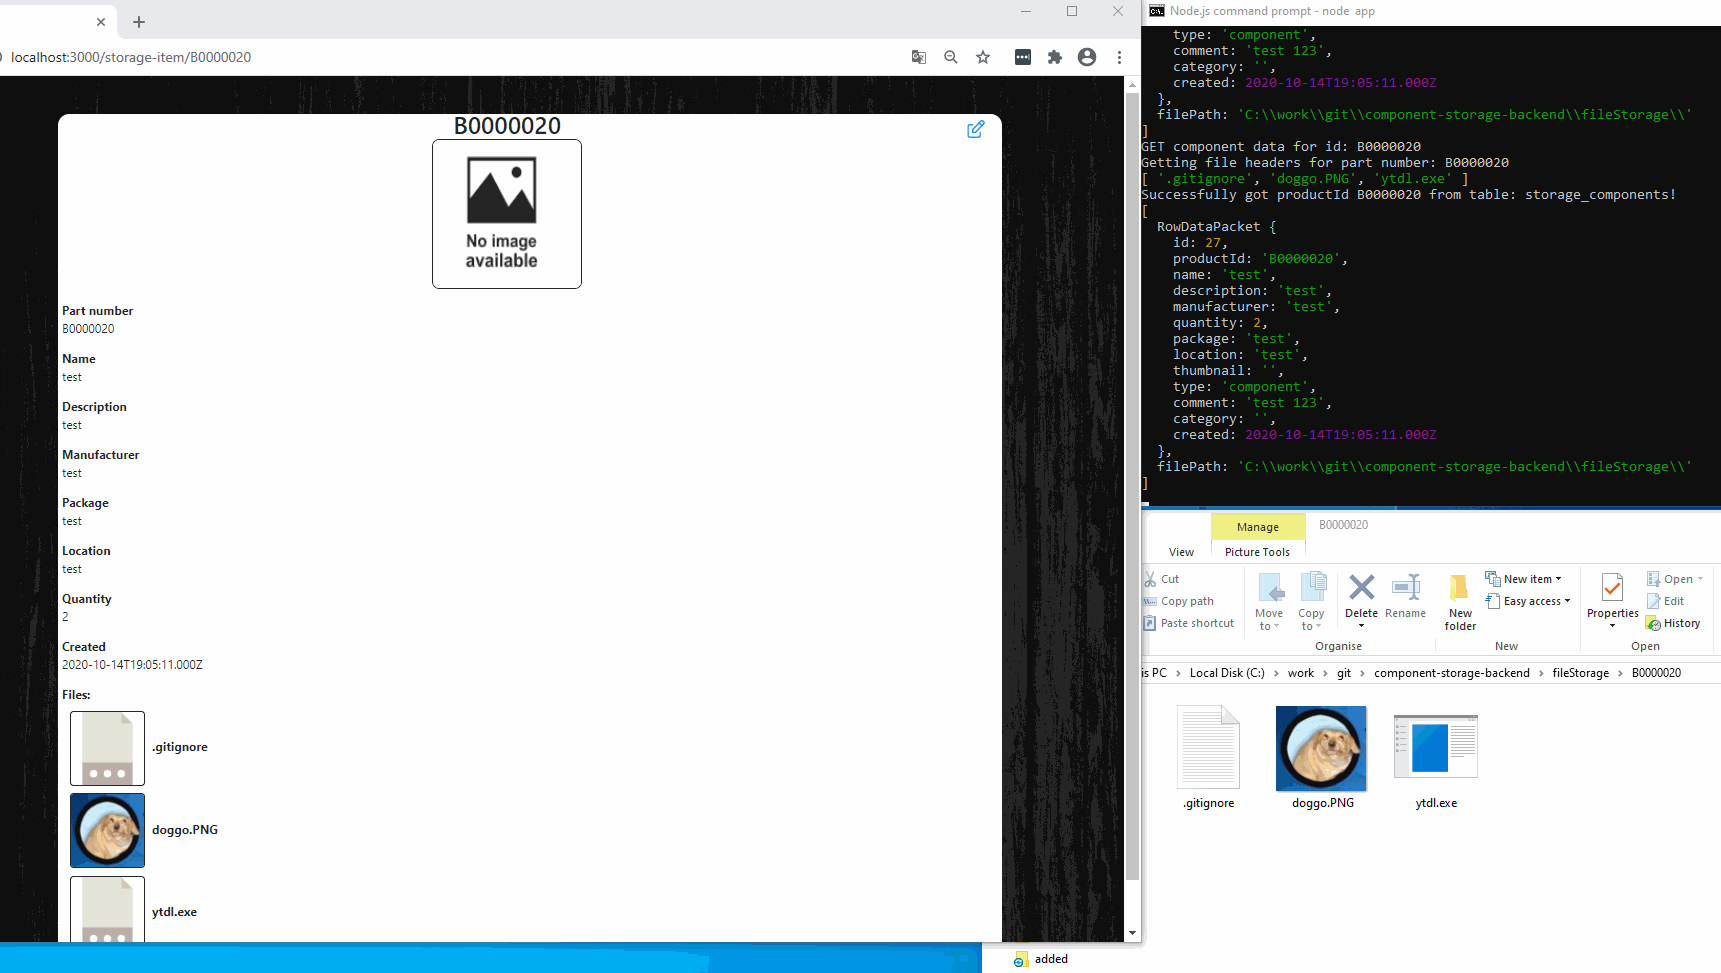 localhost:3000/storage-item/B0000020
B0000020
No image
available
Part number
B0000020
Name
test
Description
test
Manufacturer
test
Package
test
Location
test
Quantity
2
Created
2020-10-14T19:05:11.000Z
Files:
.gitignore
doggo.PNG
ytdl.exe
Node.js command prompt - node app
type: 'component',
comment: 'test 123',
category: '',
created: 2020-10-14T19:05:11.000Z
},
filePath: 'C:\\work\\git\\component-storage-backend\\fileStorage\\'
]
GET component data for id: B0000020
Getting file headers for part number: B0000020
[ '.gitignore', 'doggo.PNG', 'ytdl.exe' ]
Successfully got productId B0000020 from table: storage_components!
[
RowDataPacket {
id: 27,
productId: 'B0000020',
name: 'test',
description: 'test',
manufacturer: 'test',
quantity: 2,
package: 'test',
location: 'test',
thumbnail: '',
type: 'component',
comment: 'test 123',
category: '',
created: 2020-10-14T19:05:11.000Z
},
filePath: 'C:\\work\\git\\component-storage-backend\\fileStorage\\'
]
Manage
B0000020
View
Picture Tools
Cut
Copy path
Paste shortcut
Move to
Copy to
Delete
Rename
Organise
New folder
New item
Easy access
New
Properties
Open
Edit
History
Open
is PC > Local Disk (C:) > work > git > component-storage-backend > fileStorage > B0000020
.gitignore
doggo.PNG
ytdl.exe
added